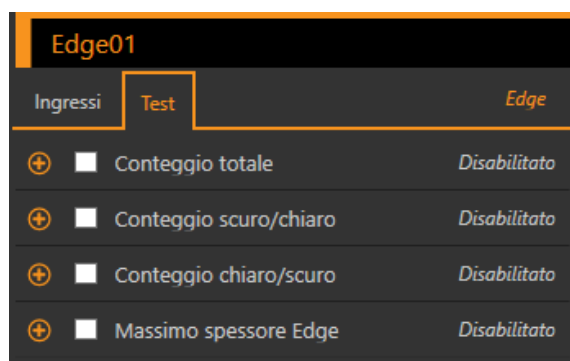 Edge01
Ingressi Test Edge
Conteggio totale Disabilitato
Conteggio scuro/chiaro Disabilitato
Conteggio chiaro/scuro Disabilitato
Massimo spessore Edge Disabilitato